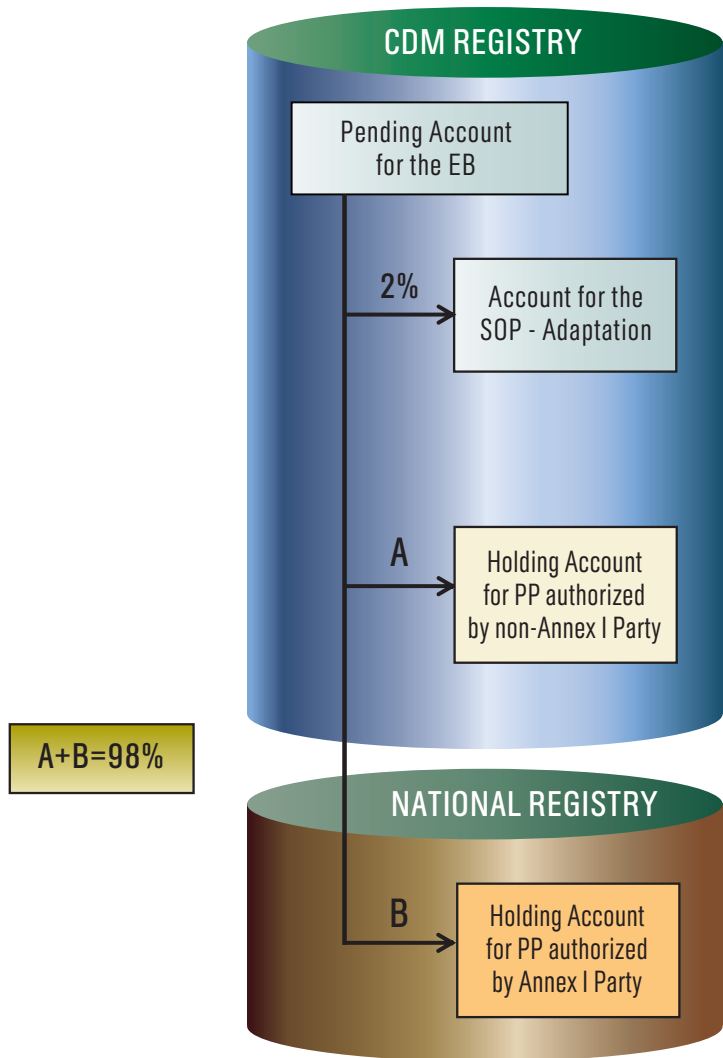 CDM REGISTRY
Pending Account
for the EB
2%
Account for the
SOP - Adaptation
A
Holding Account
for PP authorized
by non-Annex I Party
A+B=98%
NATIONAL REGISTRY
B
Holding Account
for PP authorized
by Annex I Party